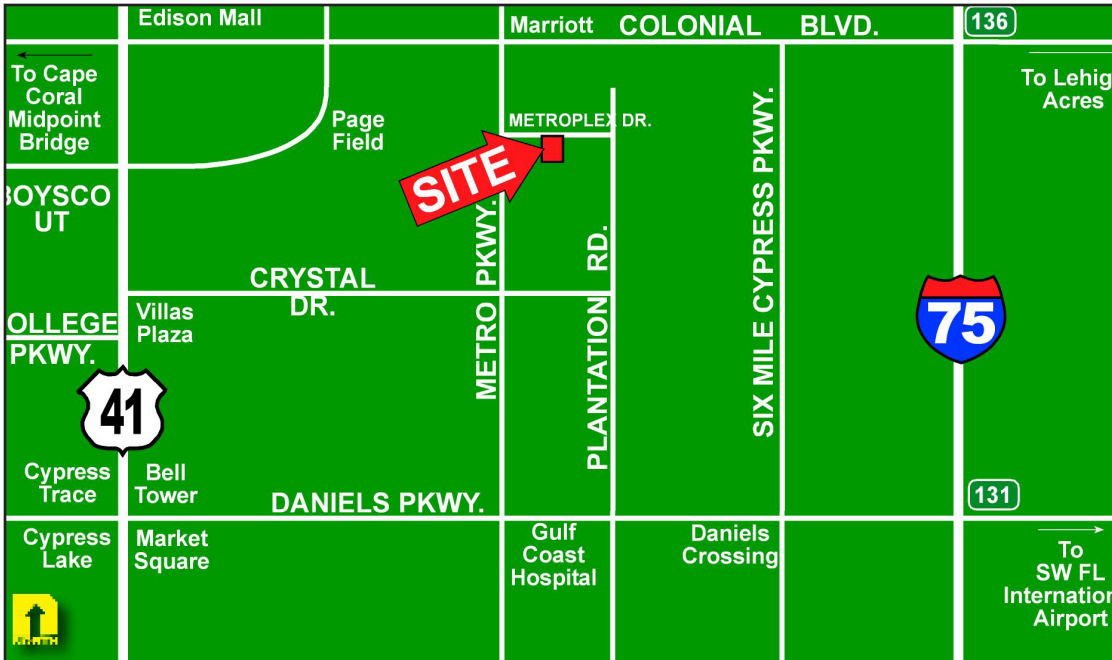 Edison Mall
Marriott
COLONIAL BLVD.
136
To Cape
Coral
Midpoint
Bridge
To Lehig
Acres
Page
Field
METROPLEX DR.
SITE
BOYSCO
UT
METRO PKWY.
PLANTATION RD.
SIX MILE CYPRESS PKWY.
CRYSTAL
DR.
Villas
Plaza
OLLEGE
PKWY.
75
41
Cypress
Trace
Bell
Tower
DANIELS PKWY.
131
Cypress
Lake
Market
Square
Gulf
Coast
Hospital
Daniels
Crossing
To
SW FL
Internation
Airport